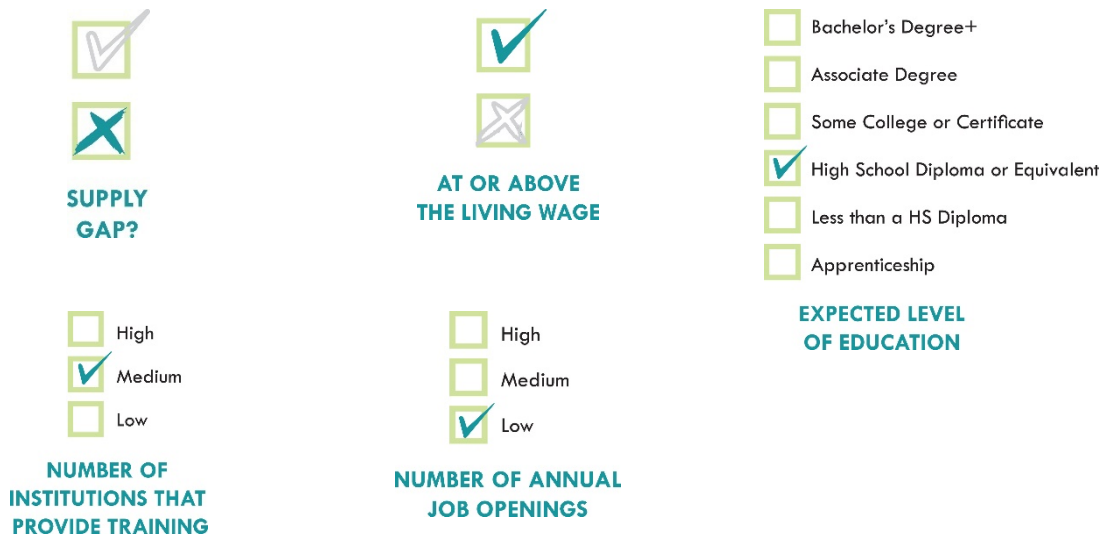 SUPPLY
GAP?
AT OR ABOVE
THE LIVING WAGE
Bachelor's Degree+
Associate Degree
Some College or Certificate
High School Diploma or Equivalent
Less than a HS Diploma
Apprenticeship
EXPECTED LEVEL
OF EDUCATION
High
Medium
Low
NUMBER OF
INSTITUTIONS THAT
PROVIDE TRAINING
High
Medium
Low
NUMBER OF ANNUAL
JOB OPENINGS